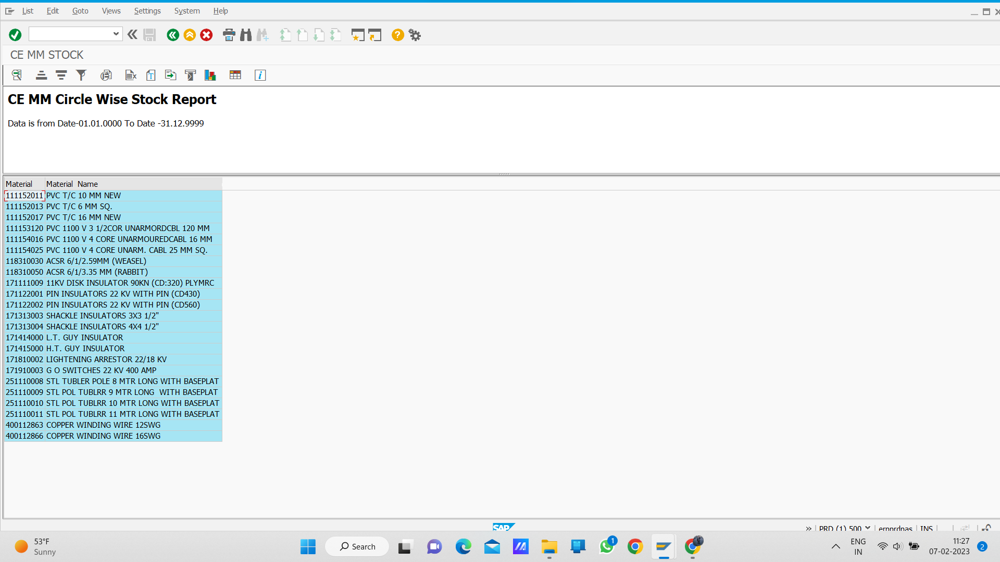 List Edit Goto Views Settings System Help
CE MM STOCK
CE MM Circle Wise Stock Report
Data is from Date-01.01.0000 To Date -31.12.9999
Material Material Name
111152011 PVC T/C 10 MM NEW
111152013 PVC T/C 6 MM SQ.
111152017 PVC T/C 16 MM NEW
111153120 PVC 1100 V 3 1/2COR UNARMORDCBL 120 MM
111154016 PVC 1100 V 4 CORE UNARMOUREDCABL 16 MM
111154025 PVC 1100 V 4 CORE UNARM. CABL 25 MM SQ.
118310030 ACSR 6/1/2.59MM (WEASEL)
118310050 ACSR 6/1/3.35 MM (RABBIT)
171111009 11KV DISK INSULATOR 90KN (CD:320) PLYMRC
171122001 PIN INSULATORS 22 KV WITH PIN (CD430)
171122002 PIN INSULATORS 22 KV WITH PIN (CD560)
171313003 SHACKLE INSULATORS 3X3 1/2"
171313004 SHACKLE INSULATORS 4X4 1/2"
171414000 L.T. GUY INSULATOR
171415000 H.T. GUY INSULATOR
171810002 LIGHTENING ARRESTOR 22/18 KV
171910003 G O SWITCHES 22 KV 400 AMP
251110008 STL TUBLER POLE 8 MTR LONG WITH BASEPLAT
251110009 STL POL TUBLRR 9 MTR LONG WITH BASEPLAT
251110010 STL POL TUBLRR 10 MTR LONG WITH BASEPLAT
251110011 STL POL TUBLRR 11 MTR LONG WITH BASEPLAT
400112863 COPPER WINDING WIRE 12SWG
400112866 COPPER WINDING WIRE 16SWG
SAP
PRD (1) 500 ernprdpas INS
53°F
Sunny
Search
1
ENG
IN
11:27
07-02-2023
2